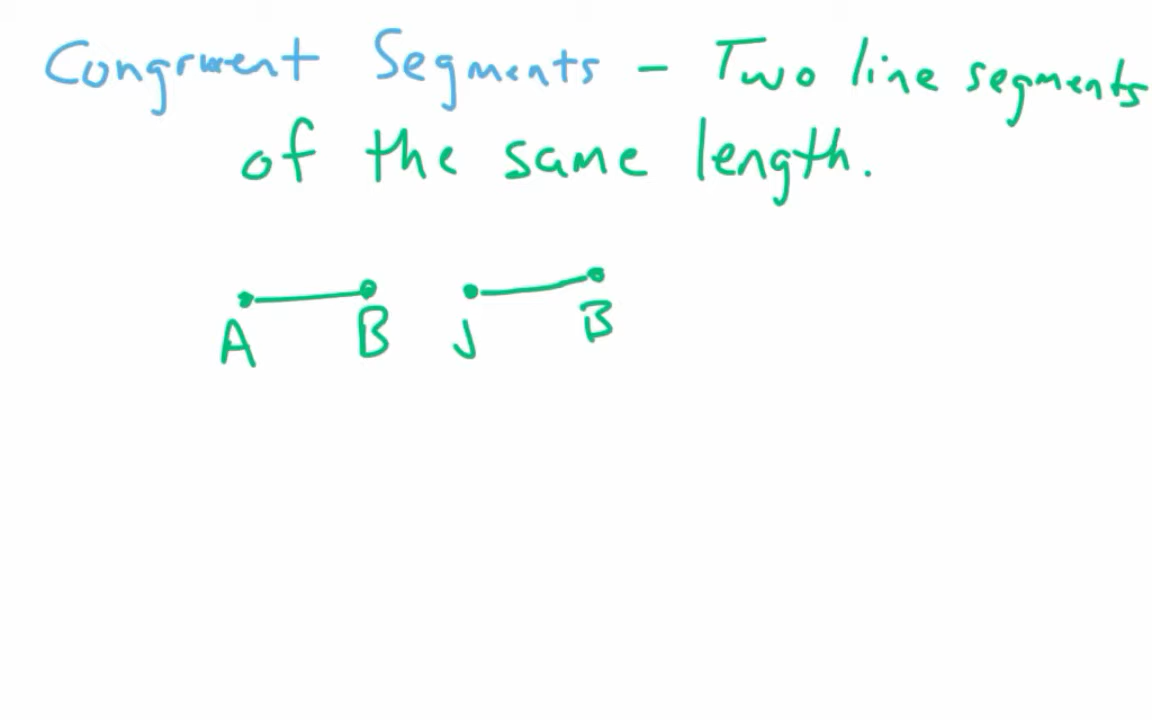 Congruent Segments - Two line segments
of the same length.
A B J B